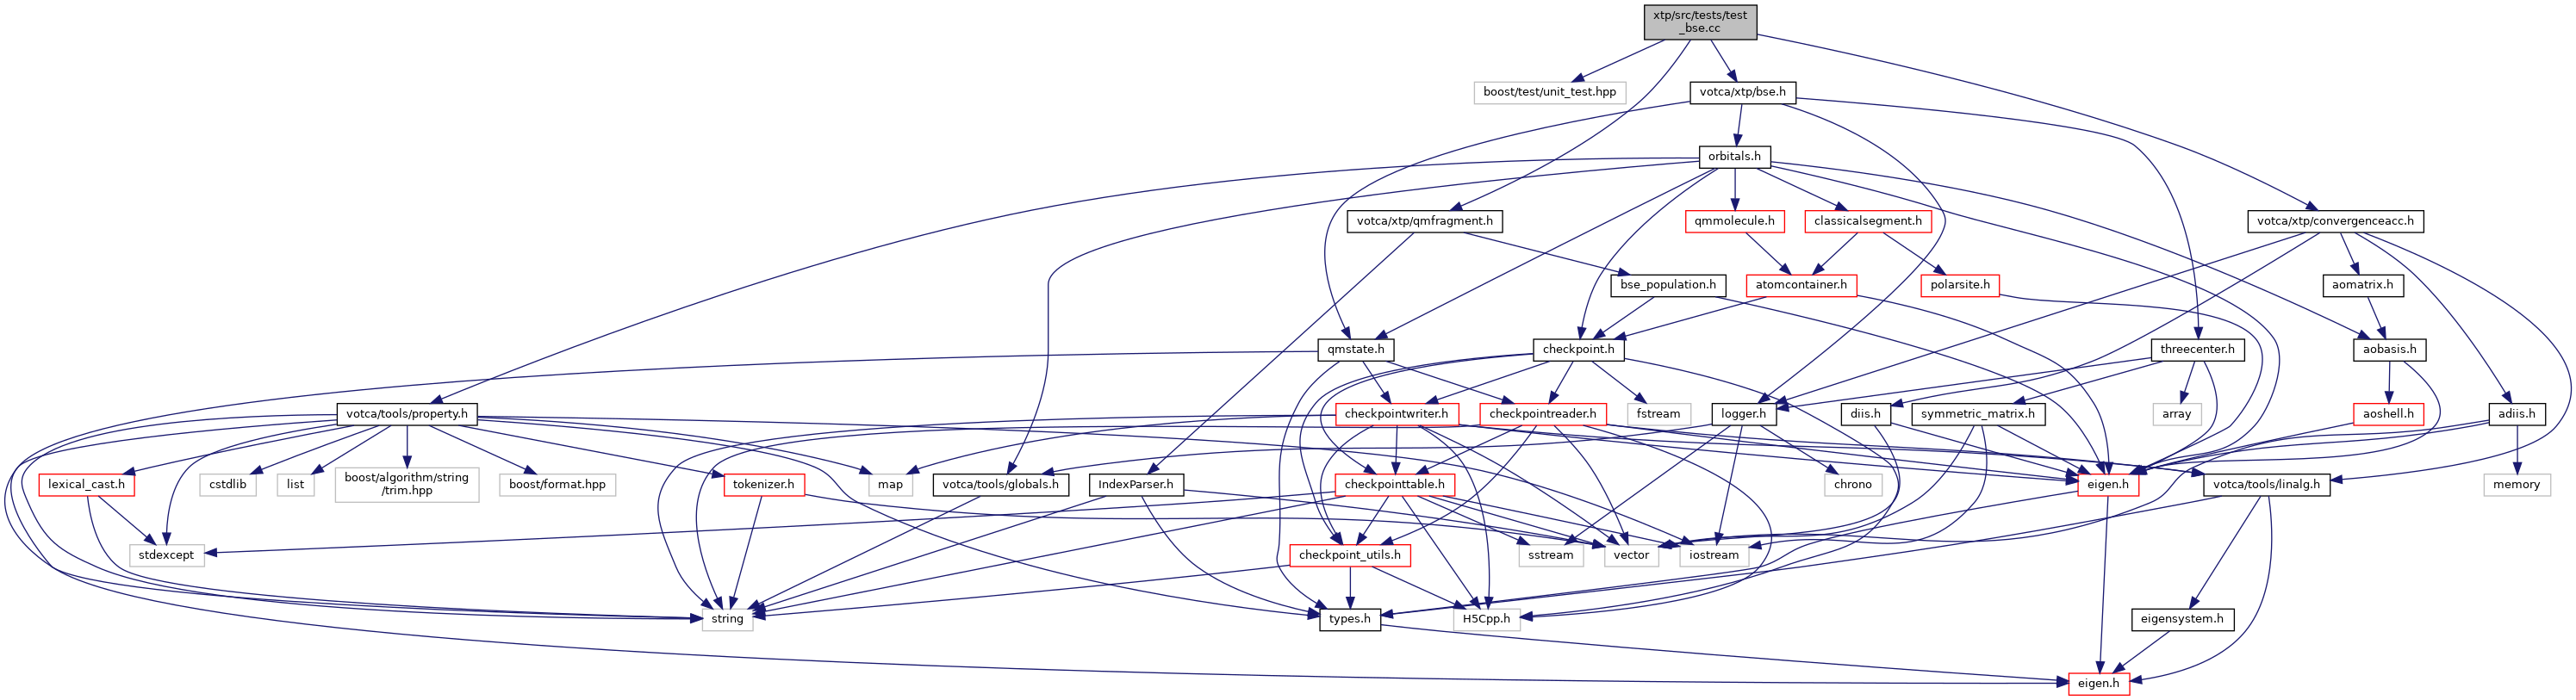 xtp/src/tests/test
_bse.cc
boost/test/unit_test.hpp
votca/xtp/bse.h
orbitals.h
votca/xtp/qmfragment.h
qmmolecule.h
classicalsegment.h
votca/xtp/convergenceacc.h
bse_population.h
atomcontainer.h
polarsite.h
aomatrix.h
qmstate.h
checkpoint.h
threecenter.h
aobasis.h
votca/tools/property.h
checkpointwriter.h
checkpointreader.h
fstream
logger.h
diis.h
symmetric_matrix.h
array
aoshell.h
adiis.h
lexical_cast.h
cstdlib
list
boost/algorithm/string
/trim.hpp
boost/format.hpp
tokenizer.h
map
votca/tools/globals.h
IndexParser.h
checkpointtable.h
chrono
eigen.h
votca/tools/linalg.h
memory
stdexcept
checkpoint_utils.h
sstream
vector
iostream
string
types.h
H5Cpp.h
eigensystem.h
eigen.h